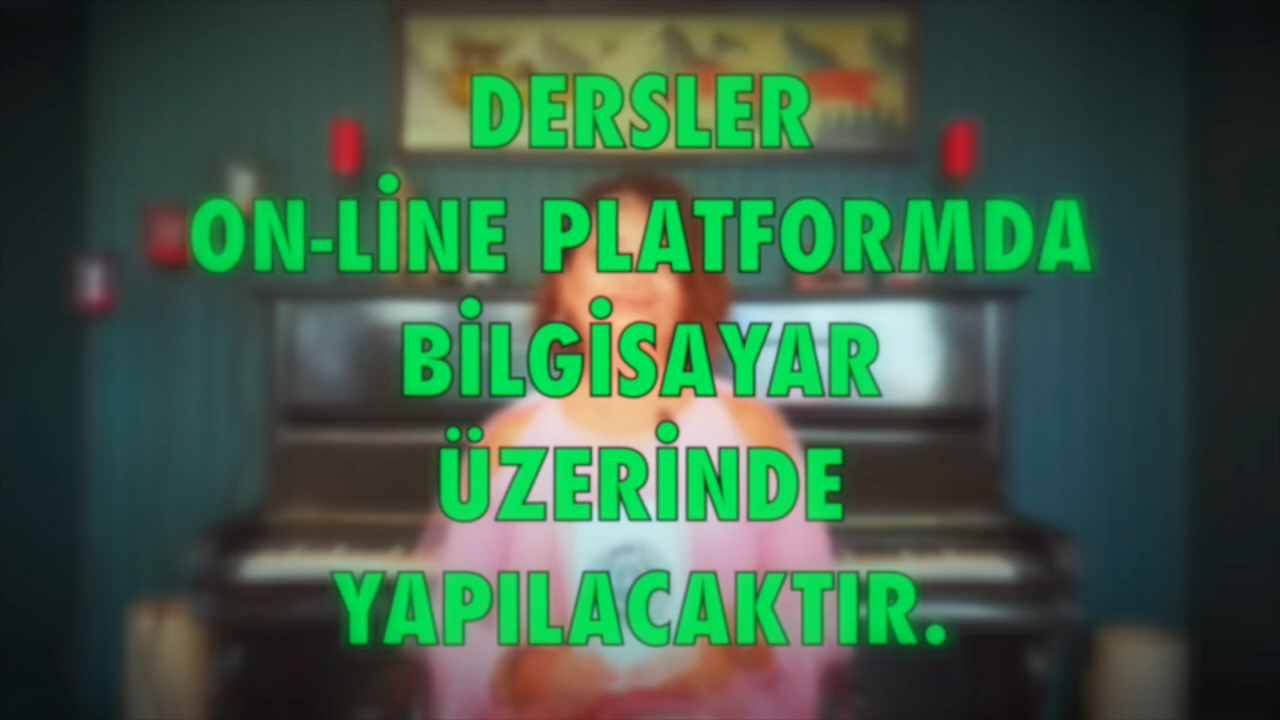 DERSLER
ON-LİNE PLATFORMDA
BİLGİSAYAR
ÜZERİNDE
YAPILACAKTIR.